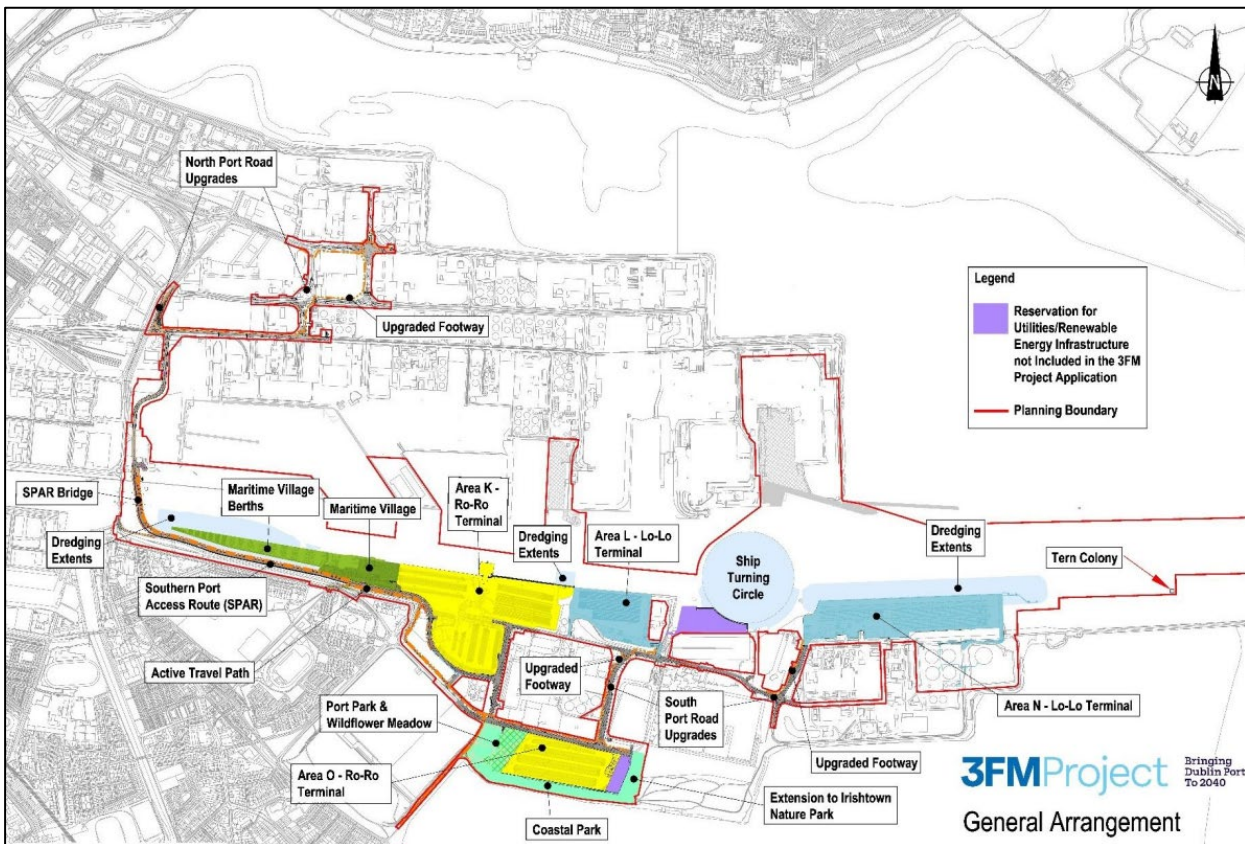 N
North Port Road
Upgrades
Upgraded Footway
Legend
Reservation for
Utilities/Renewable
Energy Infrastructure
not Included in the 3FM
Project Application
Planning Boundary
SPAR Bridge
Maritime Village
Berths
Maritime Village
Area K -
Ro-Ro
Terminal
Dredging
Extents
Area L - Lo-Lo
Terminal
Ship
Turning
Circle
Dredging
Extents
Tern Colony
Dredging
Extents
Southern Port
Access Route (SPAR)
Active Travel Path
Upgraded
Footway
South
Port Road
Upgrades
Area N - Lo-Lo Terminal
Port Park &
Wildflower Meadow
Upgraded Footway
Area O - Ro-Ro
Terminal
Extension to Irishtown
Nature Park
Coastal Park
3FMProject
Bringing
Dublin Port
To 2040
General Arrangement